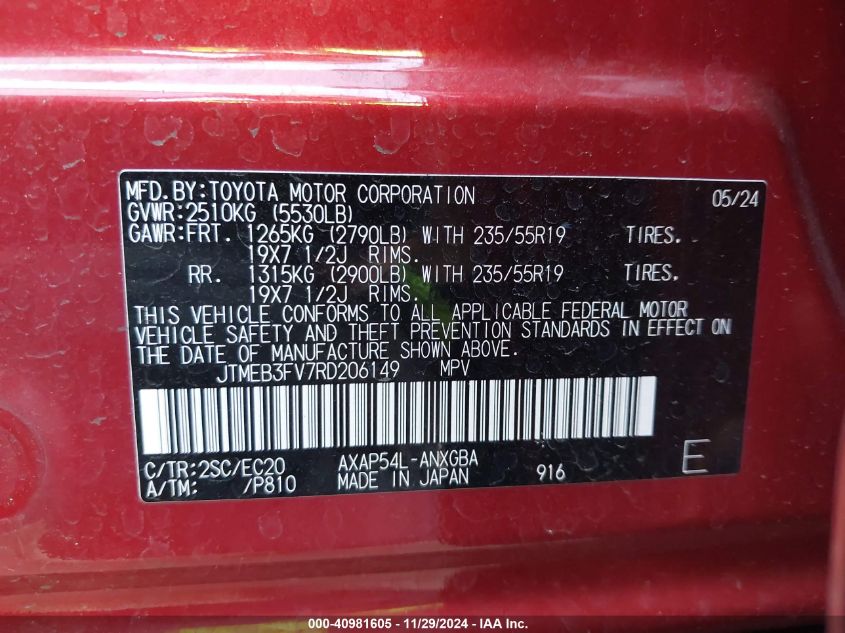 MFD.BY:TOYOTA MOTOR CORPORATION 05/24
GVWR:2510KG (5530LB)
GAWR:FRT. 1265KG (2790LB) WITH 235/55R19 TIRES.
19X7 1/2J RIMS.
RR. 1315KG (2900LB) WITH 235/55R19 TIRES.
19X7 1/2J RIMS.
THIS VEHICLE CONFORMS TO ALL APPLICABLE FEDERAL MOTOR
VEHICLE SAFETY AND THEFT PREVENTION STANDARDS IN EFFECT ON
THE DATE OF MANUFACTURE SHOWN ABOVE.
JTMEB3FV7RD206149 MPV
C/TR:2SC/EC20 AXAP54L-ANXGBA E
A/TM: /P810 MADE IN JAPAN 916
000-40981605 - 11/29/2024 - IAA Inc.